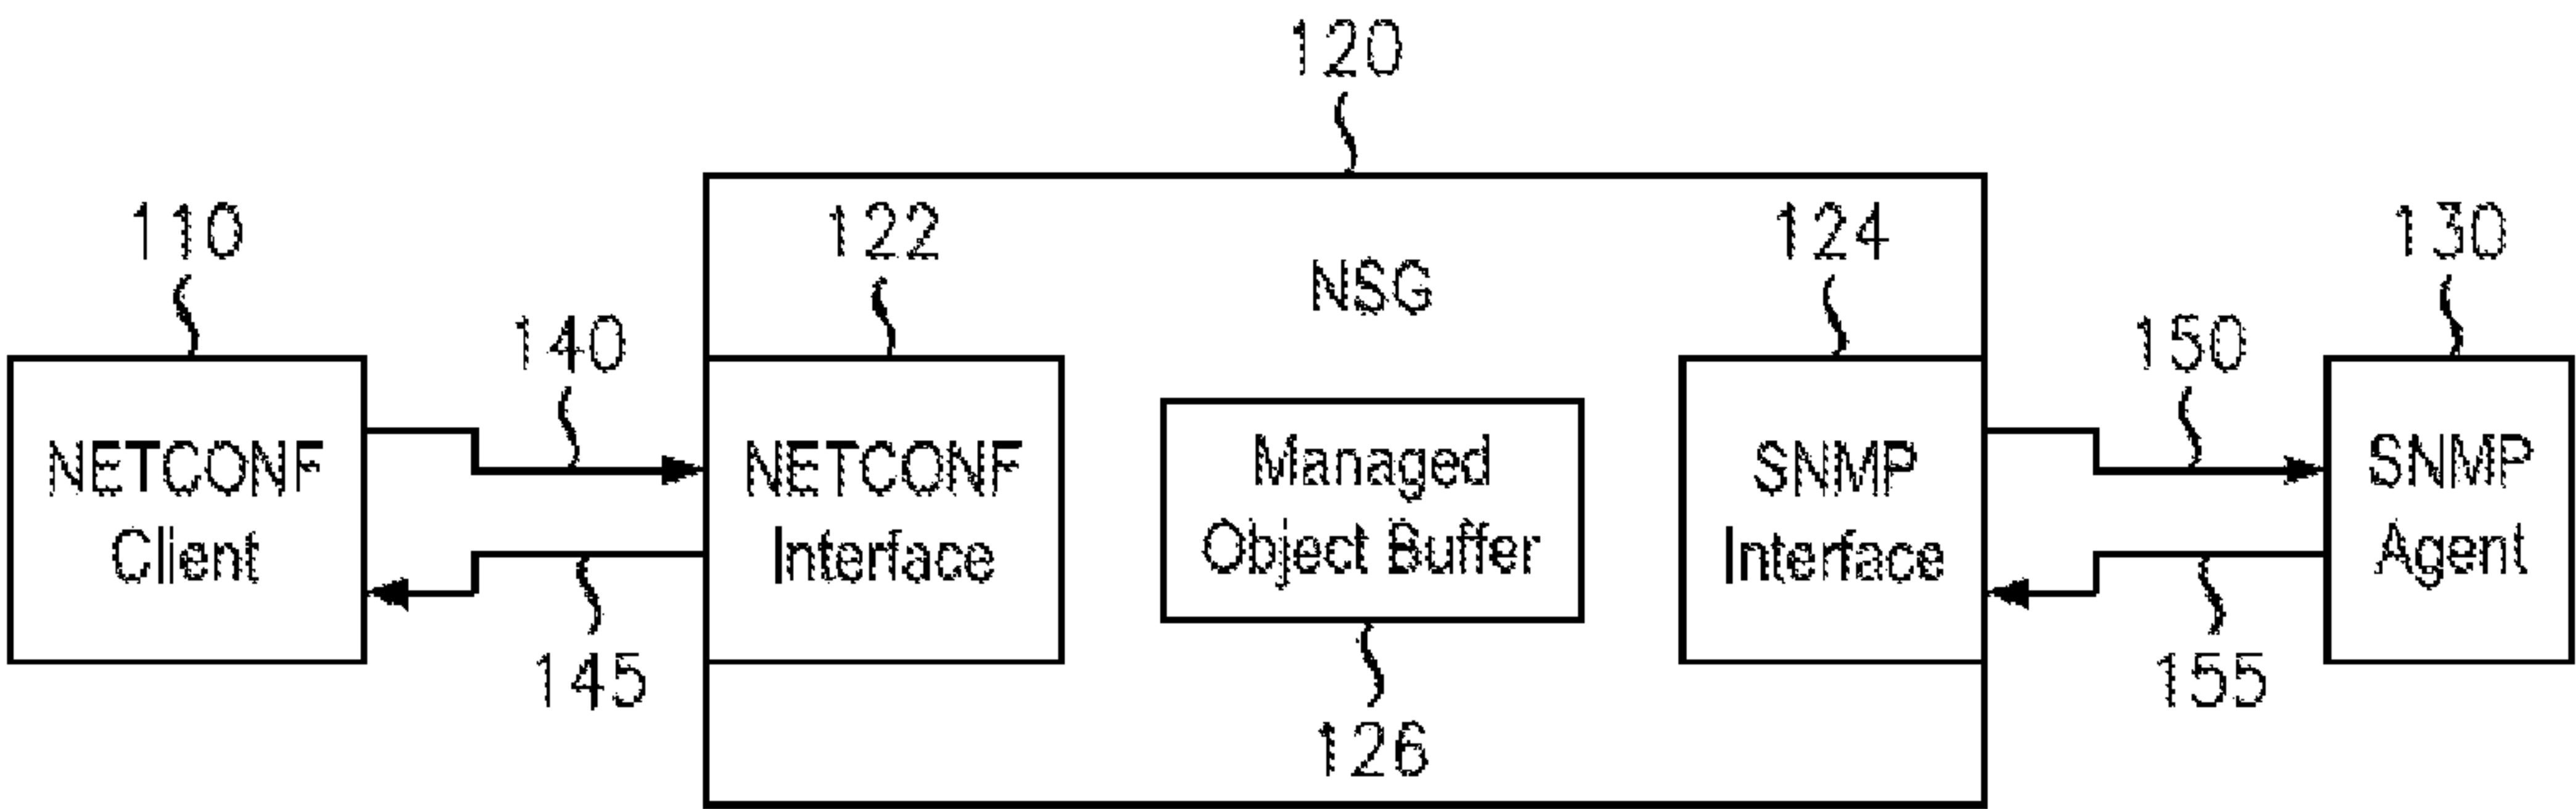 120
110
122
124
130
NSG
140
150
NETCONF
Client
NETCONF
Interface
Managed
Object Buffer
SNMP
Interface
SNMP
Agent
145
155
126